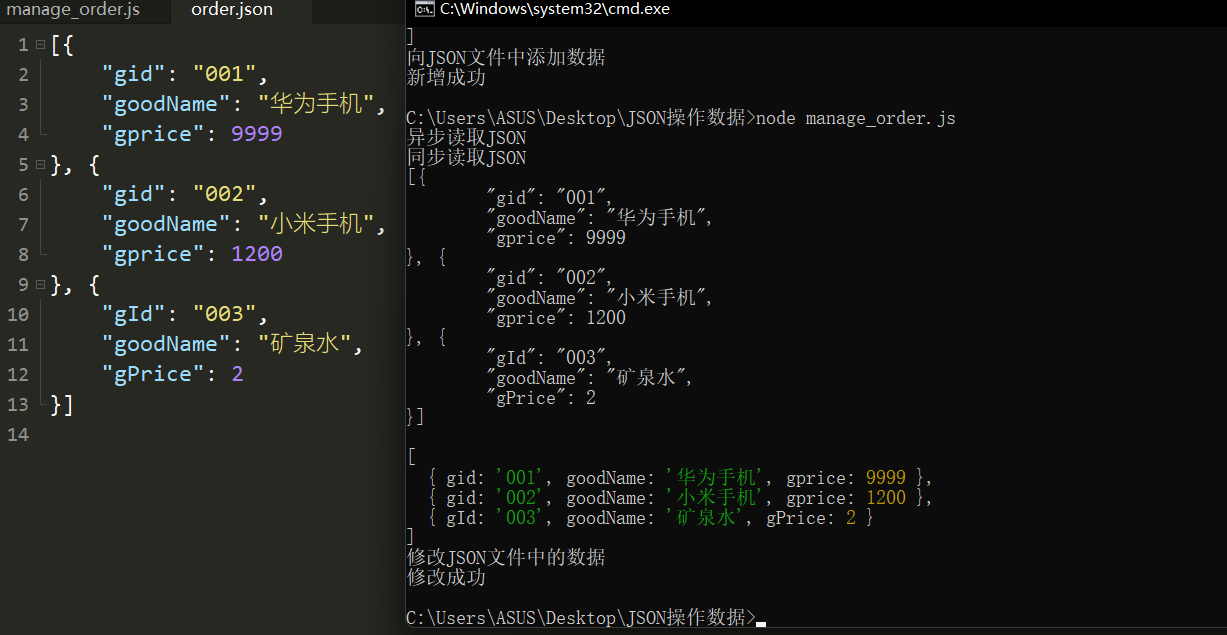 manage_order.js order.json
1 [{
2 "gid": "001",
3 "goodName": "华为手机",
4 "gprice": 9999
5 }, {
6 "gid": "002",
7 "goodName": "小米手机",
8 "gprice": 1200
9 }, {
10 "gId": "003",
11 "goodName": "矿泉水",
12 "gPrice": 2
13 }]
14
C:\Windows\system32\cmd.exe
]
向JSON文件中添加数据
新增成功
C:\Users\ASUS\Desktop\JSON操作数据>node manage_order.js
异步读取JSON
同步读取JSON
[{
"gid": "001",
"goodName": "华为手机",
"gprice": 9999
}, {
"gid": "002",
"goodName": "小米手机",
"gprice": 1200
}, {
"gId": "003",
"goodName": "矿泉水",
"gPrice": 2
}]
[
{ gid: '001', goodName: '华为手机', gprice: 9999 },
{ gid: '002', goodName: '小米手机', gprice: 1200 },
{ gId: '003', goodName: '矿泉水', gPrice: 2 }
]
修改JSON文件中的数据
修改成功
C:\Users\ASUS\Desktop\JSON操作数据>